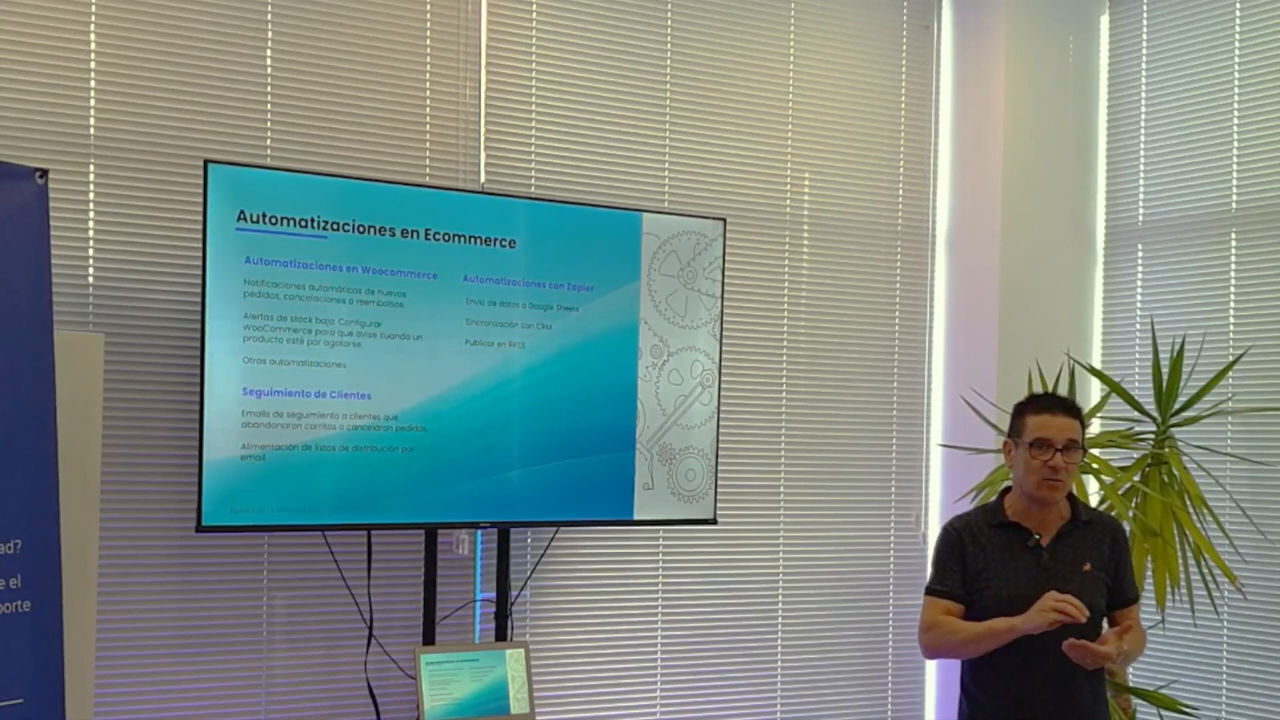 Automatizaciones en Ecommerce
Automatizaciones en Woocommerce
Notificaciones automáticas de nuevos
pedidos, cancelaciones o reembolsos.
Alertas de stock bajo: Configurar
WooCommerce para que avise cuando un
producto esté por agotarse.
Otras automatizaciones.
Seguimiento de Clientes
Emails de seguimiento a clientes que
abandonaron carritos o cancelaron pedidos.
Alimentación de listas de distribución por
email
Automatizaciones con Zapier
Envío de datos a Google Sheets
Sincronización con CRM
Publicar en RRSS
ad?
e el
porte